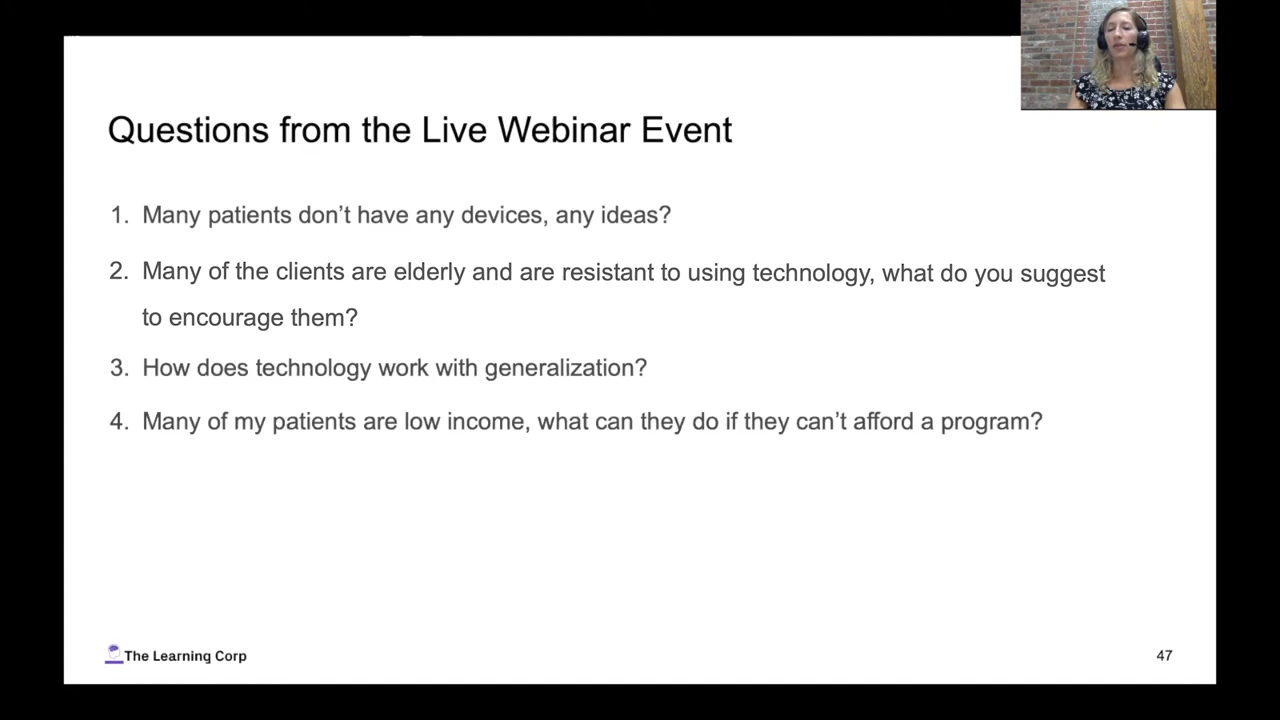 Questions from the Live Webinar Event
1. Many patients don’t have any devices, any ideas?
2. Many of the clients are elderly and are resistant to using technology, what do you suggest
to encourage them?
3. How does technology work with generalization?
4. Many of my patients are low income, what can they do if they can’t afford a program?
The Learning Corp
47